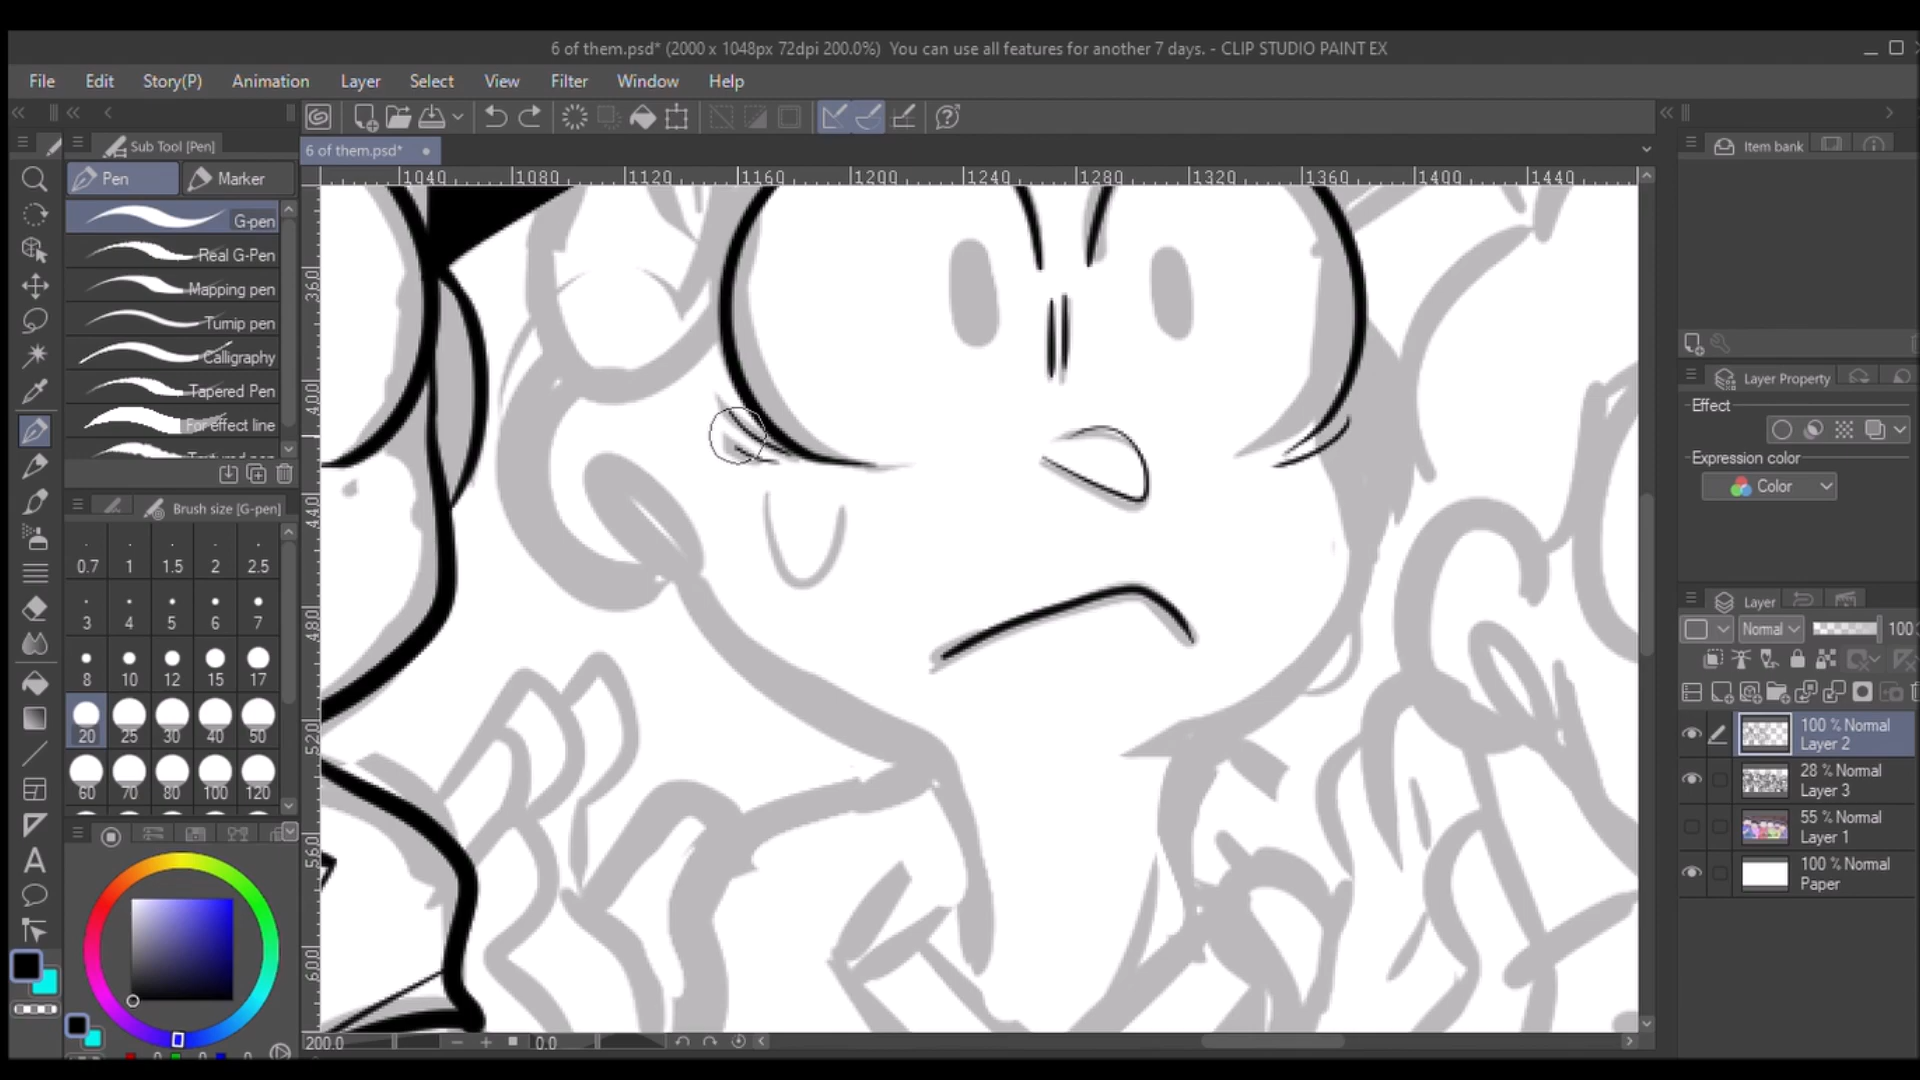 6 of them.psd* (2000 x 1048px 72dpi 200.0%)  You can use all features for another 7 days. - CLIP STUDIO PAINT EX
File Edit Story(P) Animation Layer Select View Filter Window Help
Sub Tool [Pen]
6 of them.psd*
Item bank
Pen Marker
1040 1080 1120 1160 1200 1240 1280 1320 1360 1400 1440
G-pen
Real G-Pen
Mapping pen
Turnip pen
Calligraphy
Tapered Pen
For effect line
Brush size [G-pen]
0.7 1 1.5 2 2.5
3 4 5 6 7
8 10 12 15 17
20 25 30 40 50
60 70 80 100 120
360
400
440
480
520
560
600
Layer Property
Effect
Expression color
Color
Layer
Normal 100
100 % Normal
Layer 2
28 % Normal
Layer 3
55 % Normal
Layer 1
100 % Normal
Paper
200.0 0.0